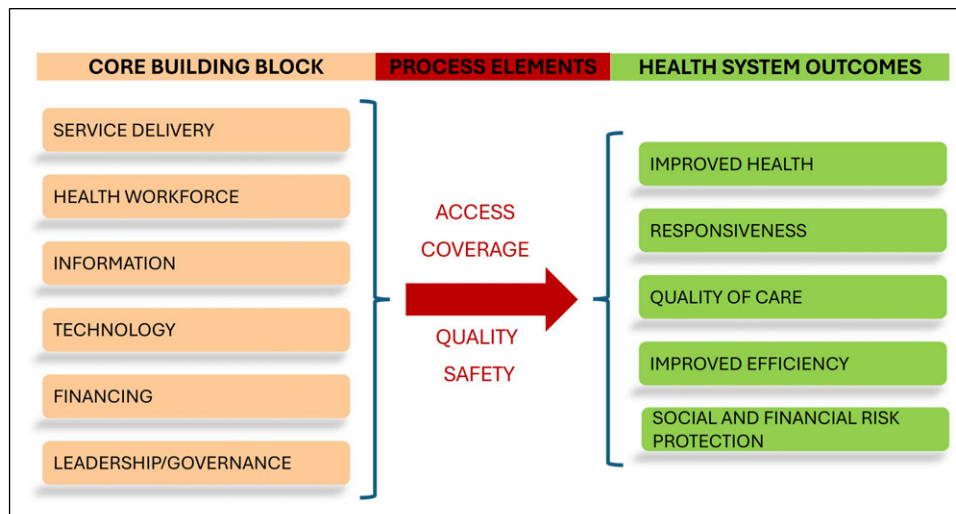 CORE BUILDING BLOCK
PROCESS ELEMENTS
HEALTH SYSTEM OUTCOMES
SERVICE DELIVERY
HEALTH WORKFORCE
INFORMATION
TECHNOLOGY
FINANCING
LEADERSHIP/GOVERNANCE
ACCESS
COVERAGE
QUALITY
SAFETY
IMPROVED HEALTH
RESPONSIVENESS
QUALITY OF CARE
IMPROVED EFFICIENCY
SOCIAL AND FINANCIAL RISK
PROTECTION